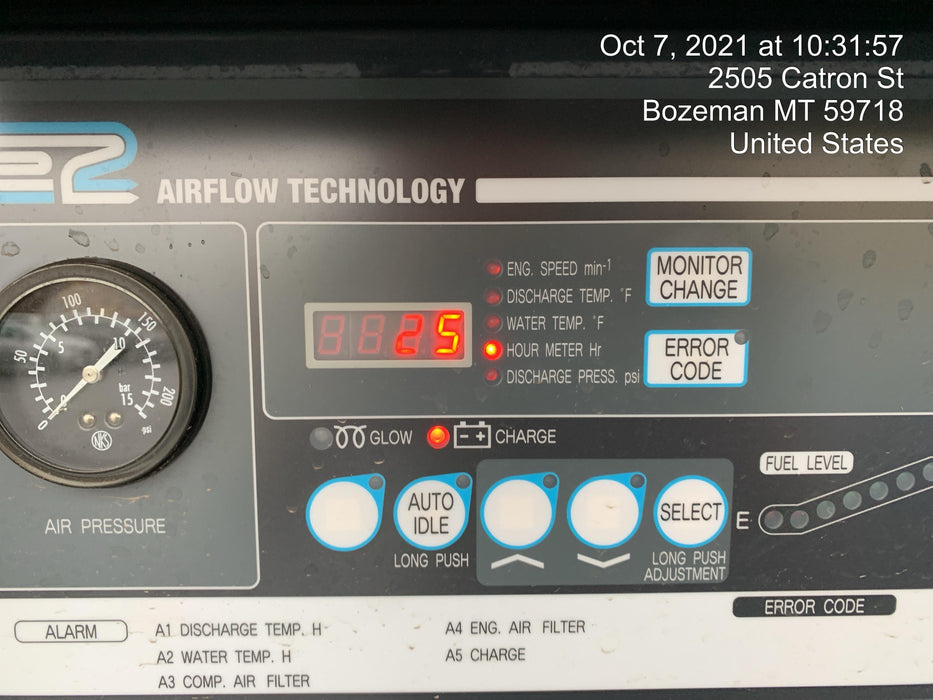 Oct 7, 2021 at 10:31:57
2505 Catron St
Bozeman MT 59718
United States
AIRFLOW TECHNOLOGY
ENG. SPEED min-1
DISCHARGE TEMP. °F
WATER TEMP. °F
HOUR METER Hr
DISCHARGE PRESS. psi
MONITOR
CHANGE
ERROR
CODE
25
0
50
100
150
200
psi
0
5
10
15
bar
NKS
AIR PRESSURE
GLOW
- +
CHARGE
AUTO
IDLE
LONG PUSH
SELECT
LONG PUSH
ADJUSTMENT
FUEL LEVEL
E
ERROR CODE
ALARM
A1 DISCHARGE TEMP. H
A2 WATER TEMP. H
A3 COMP. AIR FILTER
A4 ENG. AIR FILTER
A5 CHARGE